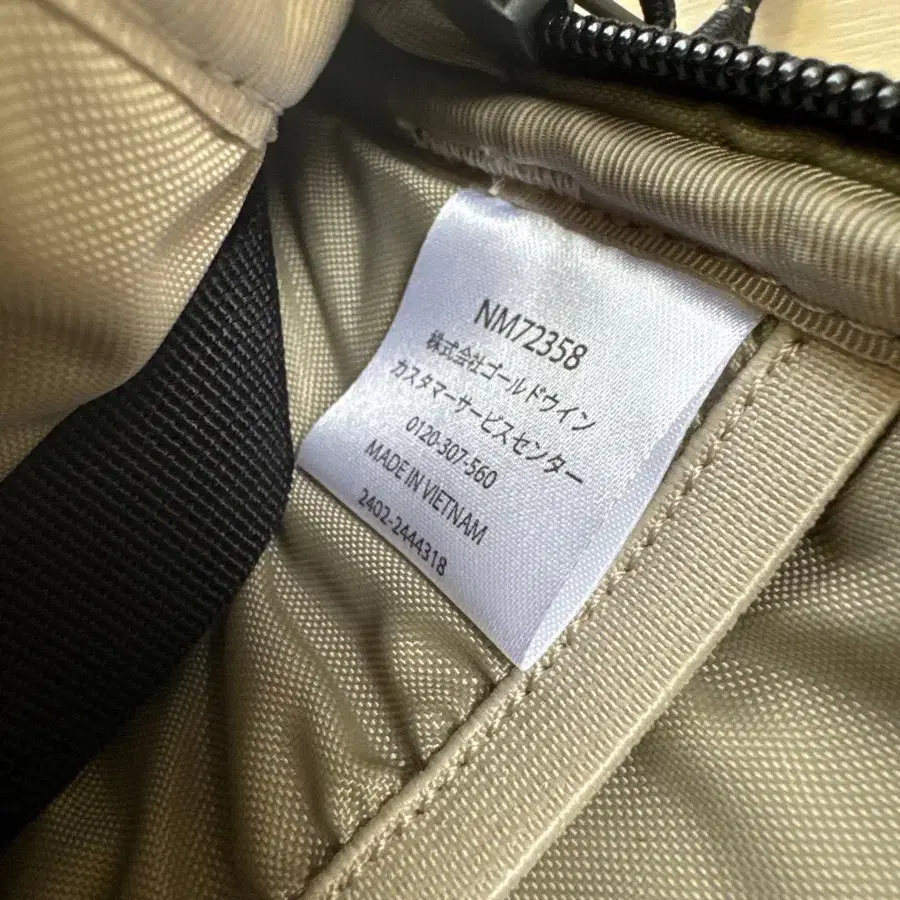 NM72358
株式会社ゴールドウイン
カスタマーサービスセンター
0120-307-560
MADE IN VIETNAM
2402-2444318